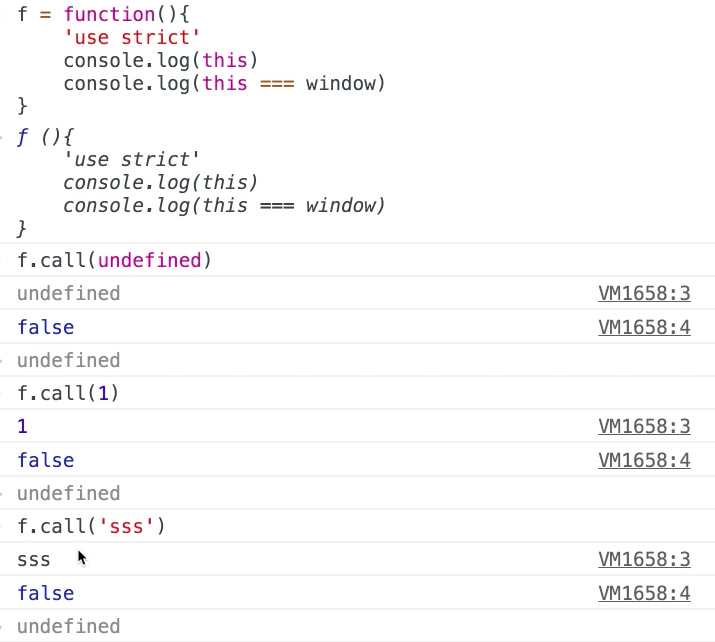 f = function(){
    'use strict'
    console.log(this)
    console.log(this === window)
}
ƒ (){
    'use strict'
    console.log(this)
    console.log(this === window)
}
f.call(undefined)
undefined VM1658:3
false VM1658:4
undefined
f.call(1)
1 VM1658:3
false VM1658:4
undefined
f.call('sss')
sss VM1658:3
false VM1658:4
undefined